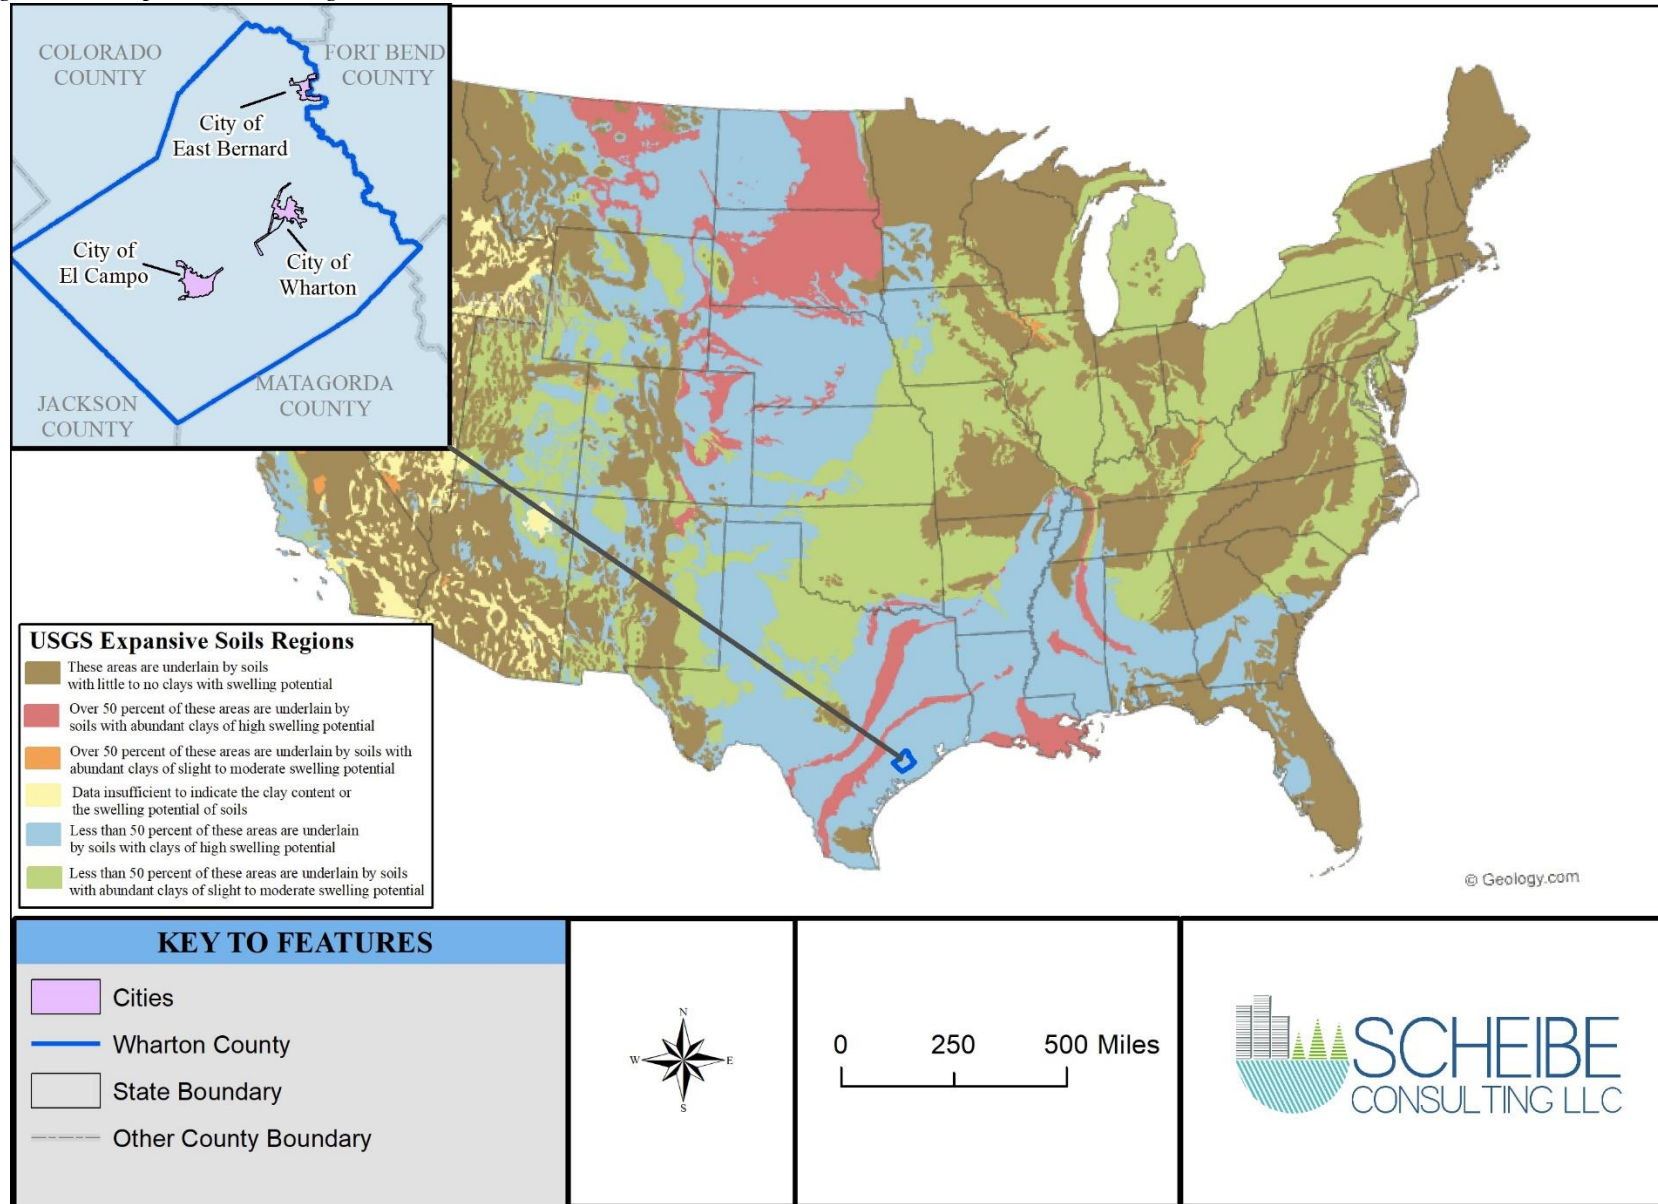 COLORADO
COUNTY
FORT BEND
COUNTY
City of
East Bernard
City of
El Campo
City of
Wharton
MATAGORDA
COUNTY
JACKSON
COUNTY
MATAGORDA
COUNTY
USGS Expansive Soils Regions
These areas are underlain by soils
with little to no clays with swelling potential
Over 50 percent of these areas are underlain by
soils with abundant clays of high swelling potential
Over 50 percent of these areas are underlain by soils with
abundant clays of slight to moderate swelling potential
Data insufficient to indicate the clay content or
the swelling potential of soils
Less than 50 percent of these areas are underlain
by soils with clays of high swelling potential
Less than 50 percent of these areas are underlain by soils
with abundant clays of slight to moderate swelling potential
© Geology.com
KEY TO FEATURES
Cities
Wharton County
State Boundary
Other County Boundary
N
W E
S
0 250 500 Miles
SCHEIBE
CONSULTING LLC